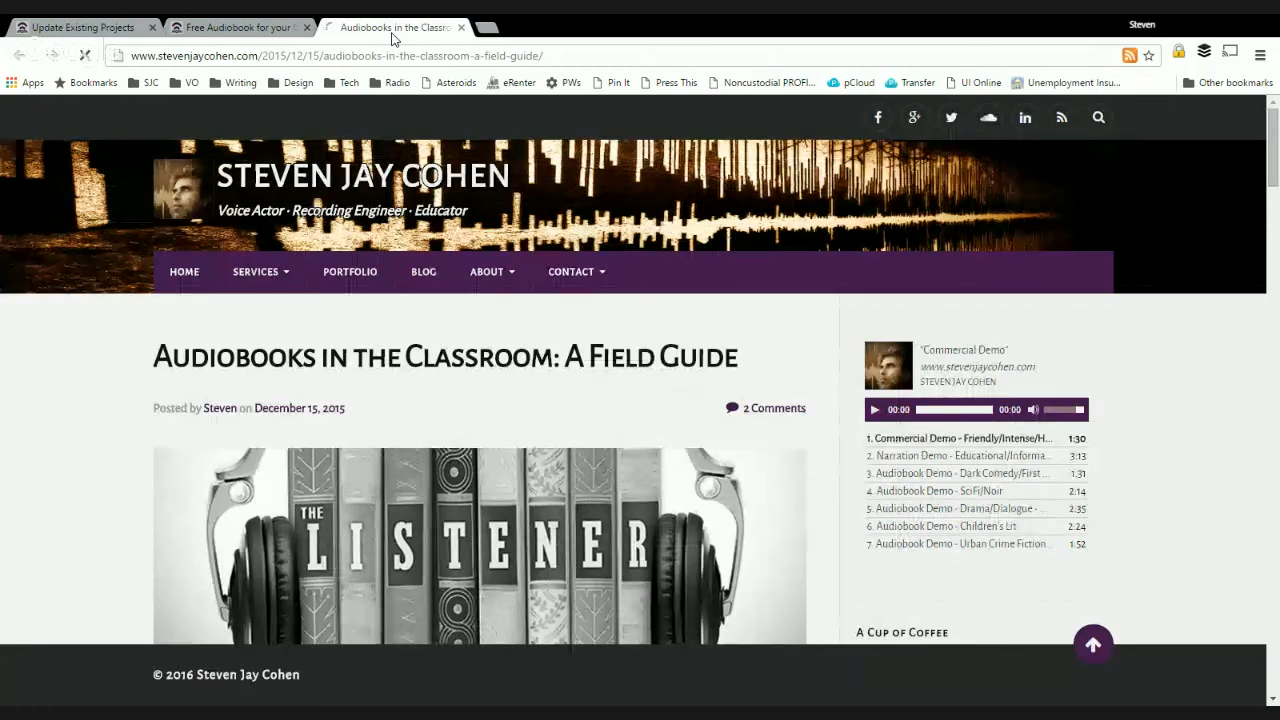 Update Existing Projects
Free Audiobook for your
Audiobooks in the Classro
Steven
www.stevenjaycohen.com/2015/12/15/audiobooks-in-the-classroom-a-field-guide/
Apps Bookmarks SJC VO Writing Design Tech Radio Asteroids eRenter PWs Pin It Press This Noncustodial PROFI... pCloud Transfer UI Online Unemployment Insu... Other bookmarks
STEVEN JAY COHEN
Voice Actor · Recording Engineer · Educator
HOME SERVICES PORTFOLIO BLOG ABOUT CONTACT
AUDIOBOOKS IN THE CLASSROOM: A FIELD GUIDE
Posted by Steven on December 15, 2015
2 Comments
THE
LISTENER
"Commercial Demo"
www.stevenjaycohen.com
STEVEN JAY COHEN
00:00 00:00
1. Commercial Demo - Friendly/Intense/H... 1:30
2. Narration Demo - Educational/Informa... 3:13
3. Audiobook Demo - Dark Comedy/First ... 1:31
4. Audiobook Demo - SciFi/Noir 2:14
5. Audiobook Demo - Drama/Dialogue - ... 2:35
6. Audiobook Demo - Children's Lit 2:24
7. Audiobook Demo - Urban Crime Fiction... 1:52
A CUP OF COFFEE
© 2016 Steven Jay Cohen